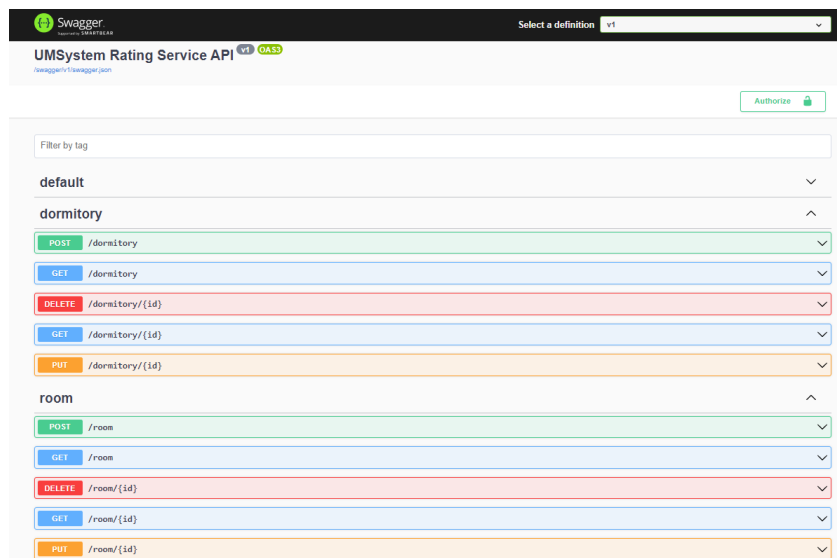 Swagger.
Supported by SMARTBEAR
Select a definition
v1
UMSystem Rating Service API v1 OAS3
/swagger/v1/swagger.json
Authorize
Filter by tag
default
dormitory
POST /dormitory
GET /dormitory
DELETE /dormitory/{id}
GET /dormitory/{id}
PUT /dormitory/{id}
room
POST /room
GET /room
DELETE /room/{id}
GET /room/{id}
PUT /room/{id}